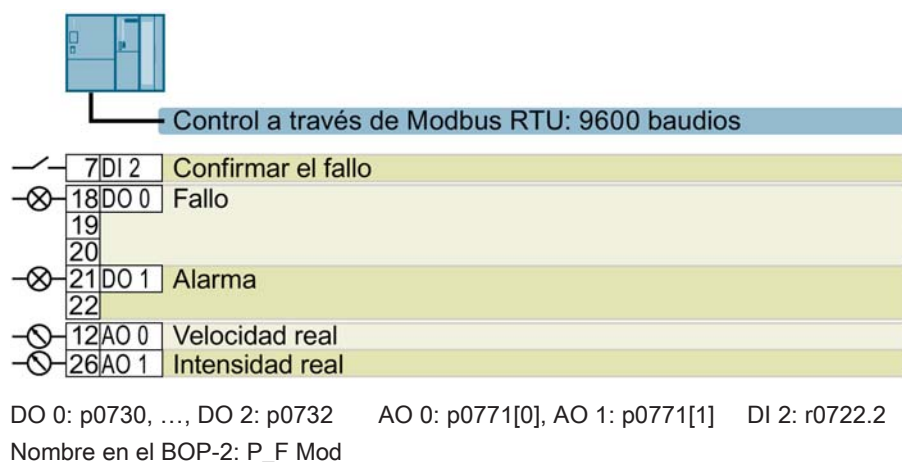 Control a través de Modbus RTU: 9600 baudios
7 DI 2 Confirmar el fallo
18 DO 0 Fallo
19
20
21 DO 1 Alarma
22
12 AO 0 Velocidad real
26 AO 1 Intensidad real
DO 0: p0730, …, DO 2: p0732 AO 0: p0771[0], AO 1: p0771[1] DI 2: r0722.2
Nombre en el BOP-2: P_F Mod